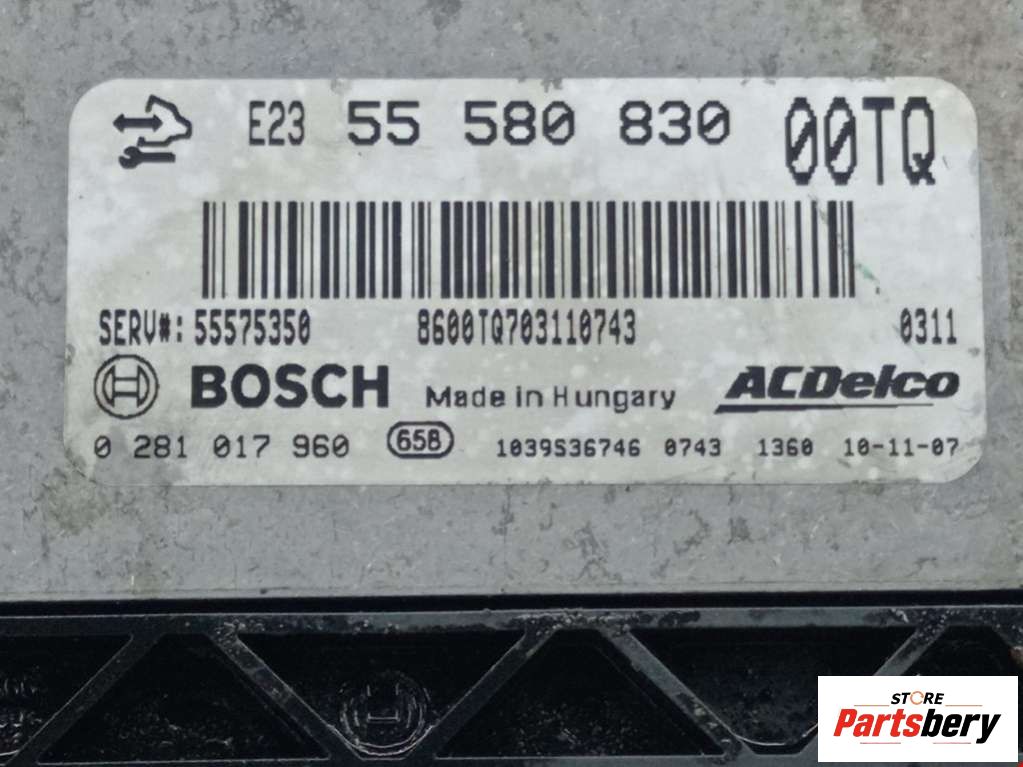 E23 55 580 830 00TQ
SERV#: 55575350 8600TQ703110743 0311
BOSCH Made in Hungary ACDelco
0 281 017 960 658 1039S36746 0743 1360 10-11-07
STORE
Partsbery